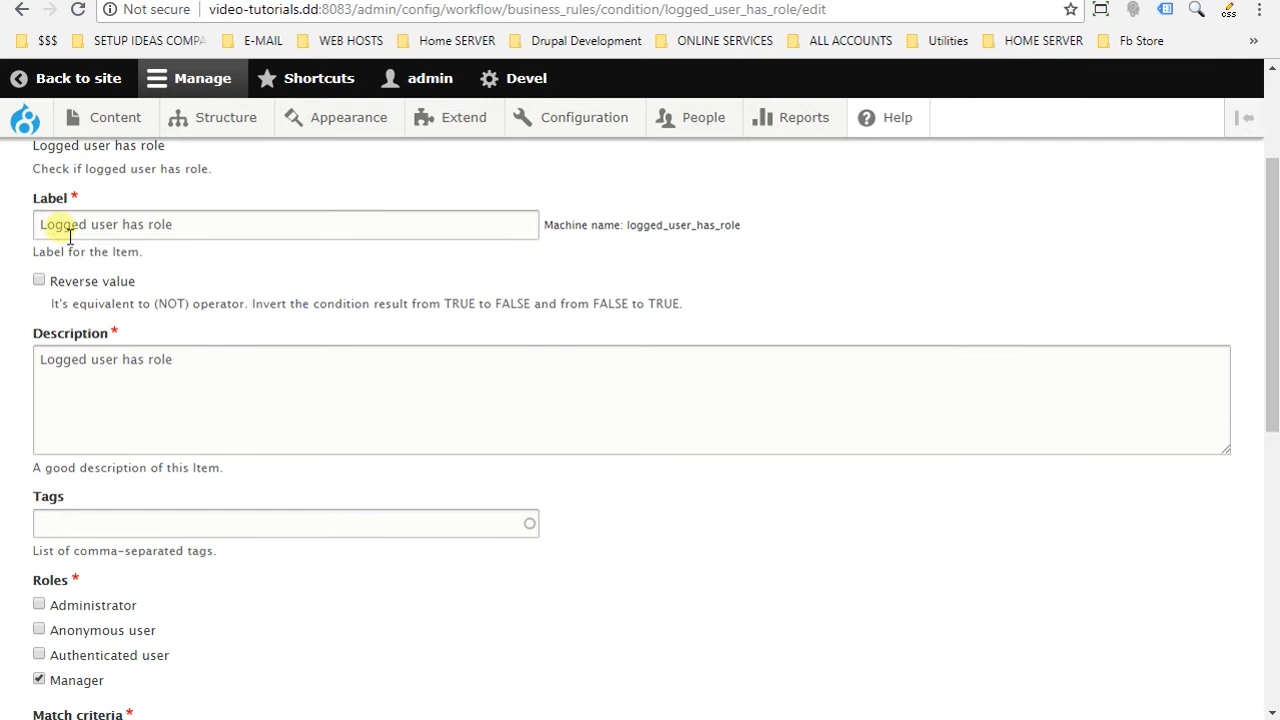 Not secure | video-tutorials.dd:8083/admin/config/workflow/business_rules/condition/logged_user_has_role/edit
$$$ SETUP IDEAS COMPA E-MAIL WEB HOSTS Home SERVER Drupal Development ONLINE SERVICES ALL ACCOUNTS Utilities HOME SERVER Fb Store »
Back to site Manage Shortcuts admin Devel
Content Structure Appearance Extend Configuration People Reports Help
Logged user has role
Check if logged user has role.
Label *
Logged user has role Machine name: logged_user_has_role
Label for the Item.
Reverse value
It's equivalent to (NOT) operator. Invert the condition result from TRUE to FALSE and from FALSE to TRUE.
Description *
Logged user has role
A good description of this Item.
Tags
List of comma-separated tags.
Roles *
Administrator
Anonymous user
Authenticated user
Manager
Match criteria *